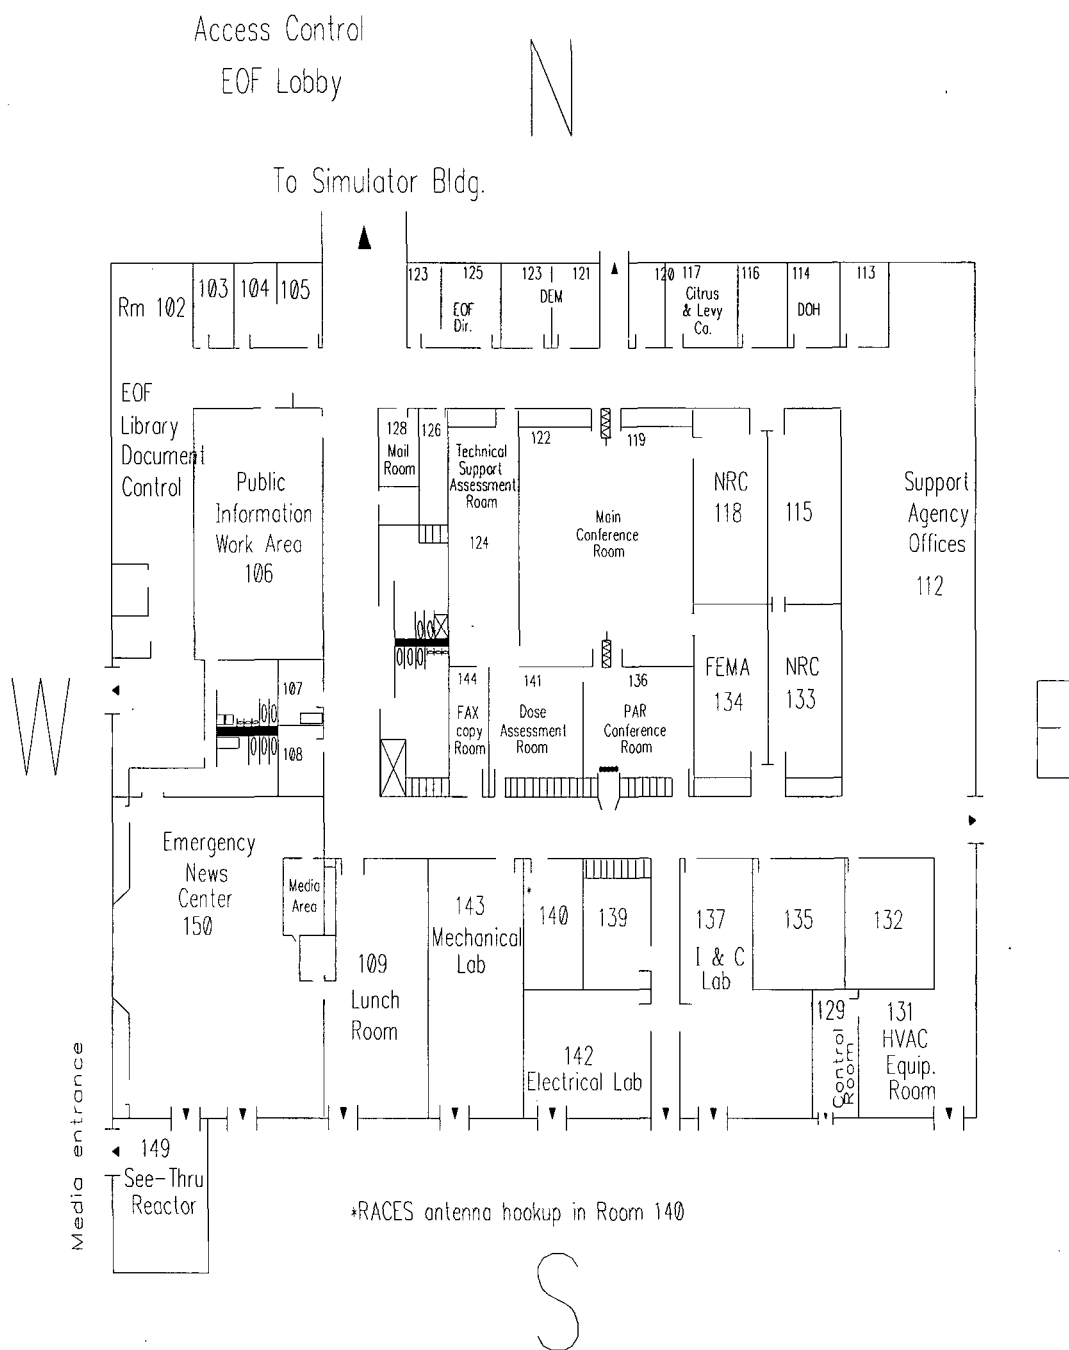 Access Control
EOF Lobby
N
To Simulator Bldg.
Rm 102
103
104
105
123
125
EOF
Dir.
123
DEM
121
120
117
Citrus
& Levy
Co.
116
114
DOH
113
EOF
Library
Document
Control
Public
Information
Work Area
106
128
Mail
Room
126
Technical
Support
Assessment
Room
124
122
119
Main
Conference
Room
NRC
118
115
Support
Agency
Offices
112
W
107
108
144
FAX
copy
Room
141
Dose
Assessment
Room
136
PAR
Conference
Room
FEMA
134
NRC
133
E
Emergency
News
Center
150
Media
Area
109
Lunch
Room
143
Mechanical
Lab
*
140
139
142
Electrical Lab
137
I & C
Lab
135
132
129
Control
Room
131
HVAC
Equip.
Room
Media entrance
149
See-Thru
Reactor
*RACES antenna hookup in Room 140
S